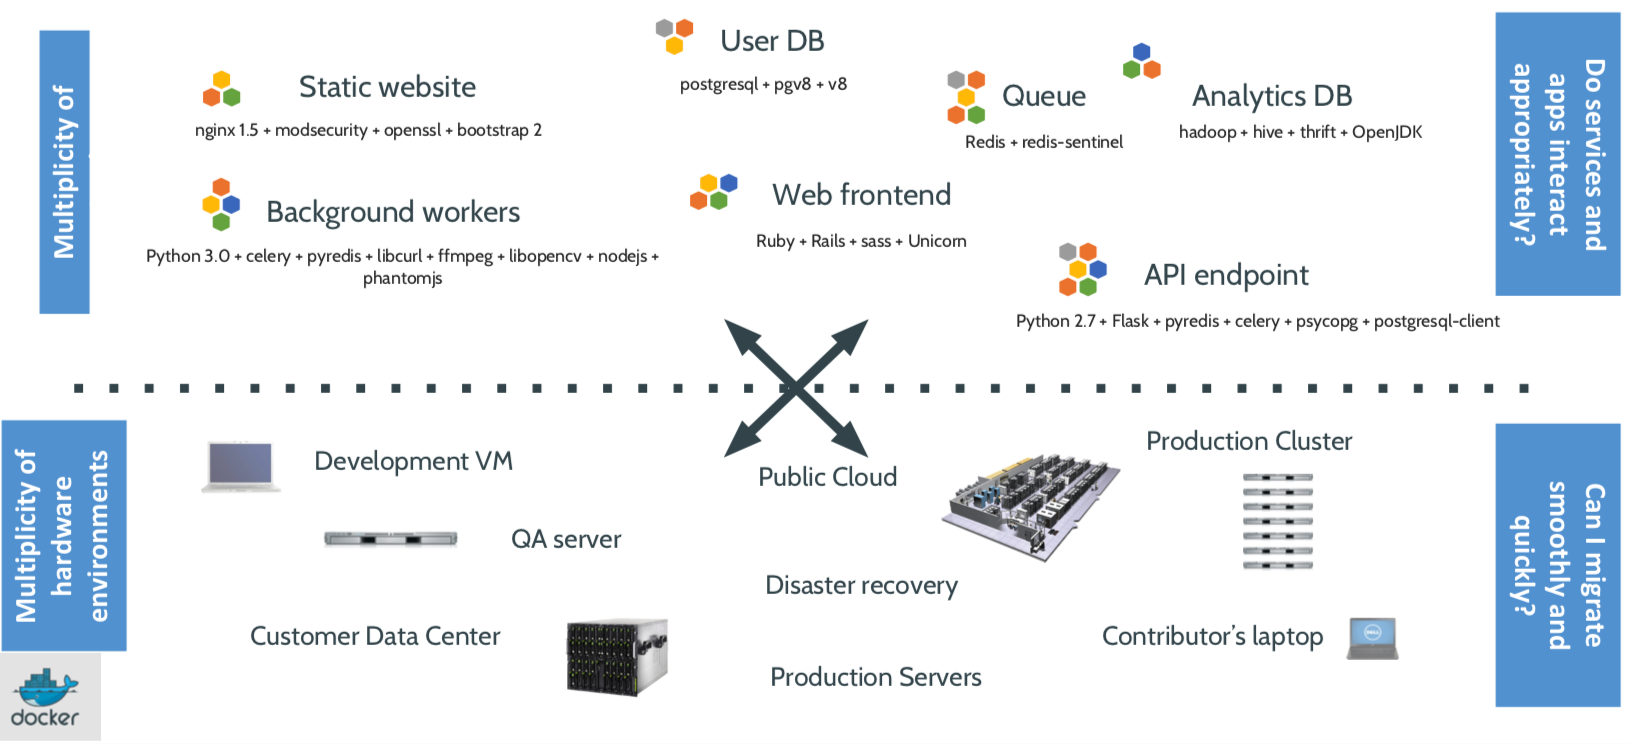 Multiplicity of
Static website
nginx 1.5 + modsecurity + openssl + bootstrap 2
Background workers
Python 3.0 + celery + pyredis + libcurl + ffmpeg + libopencv + nodejs +
phantomjs
User DB
postgresql + pgv8 + v8
Web frontend
Ruby + Rails + sass + Unicorn
Queue
Redis + redis-sentinel
Analytics DB
hadoop + hive + thrift + OpenJDK
API endpoint
Python 2.7 + Flask + pyredis + celery + psycopg + postgresql-client
Do services and
apps interact
appropriately?
Multiplicity of
hardware
environments
Development VM
QA server
Customer Data Center
Public Cloud
Disaster recovery
Production Servers
Production Cluster
Contributor’s laptop
DELL
Can I migrate
smoothly and
quickly?
docker